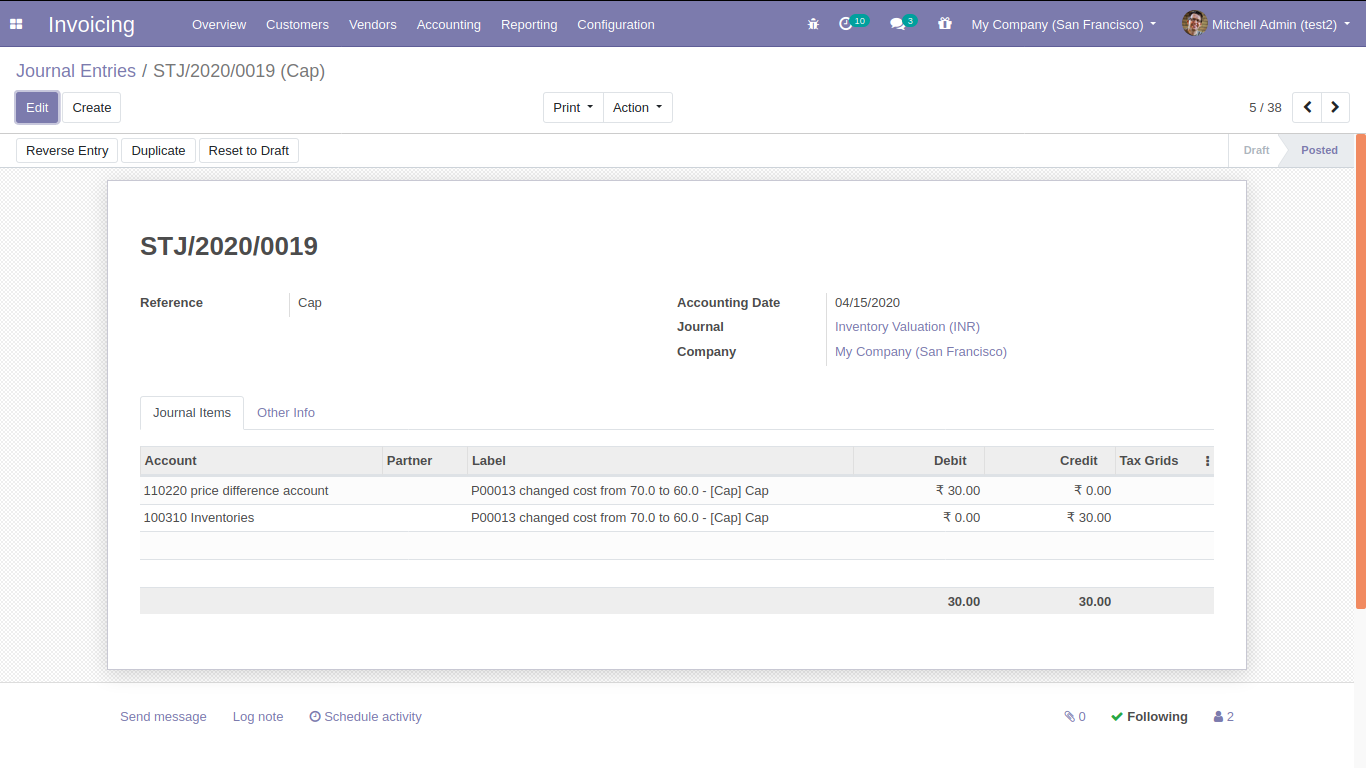 Invoicing Overview Customers Vendors Accounting Reporting Configuration 10 3 My Company (San Francisco) Mitchell Admin (test2)
Journal Entries / STJ/2020/0019 (Cap)
Edit Create Print Action 5 / 38
Reverse Entry Duplicate Reset to Draft Draft Posted
STJ/2020/0019
Reference Cap Accounting Date 04/15/2020
Journal Inventory Valuation (INR)
Company My Company (San Francisco)
Journal Items Other Info
Account Partner Label Debit Credit Tax Grids
110220 price difference account P00013 changed cost from 70.0 to 60.0 - [Cap] Cap ₹ 30.00 ₹ 0.00
100310 Inventories P00013 changed cost from 70.0 to 60.0 - [Cap] Cap ₹ 0.00 ₹ 30.00
30.00 30.00
Send message Log note Schedule activity 0 Following 2